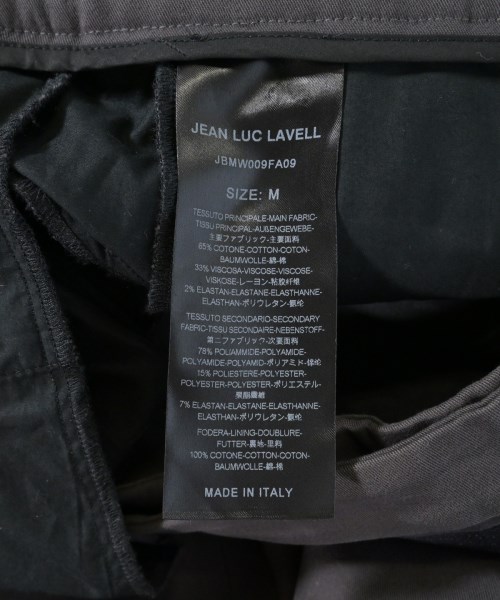 JEAN LUC LAVELL
JBMW009FA09
SIZE: M
TESSUTO PRINCIPALE-MAIN FABRIC-
TISSU PRINCIPAL-AUßENGEWEBE-
主要ファブリック-主要面料
65% COTONE-COTTON-COTON-
BAUMWOLLE-綿-棉
33% VISCOSA-VISCOSE-VISCOSE-
VISKOSE-レーヨン-粘胶纤维
2% ELASTAN-ELASTANE-ELASTHANNE-
ELASTHAN-ポリウレタン-氨纶
TESSUTO SECONDARIO-SECONDARY
FABRIC-TISSU SECONDAIRE-NEBENSTOFF-
第二ファブリック-次要面料
78% POLIAMMIDE-POLYAMIDE-
POLYAMIDE-POLYAMID-ポリアミド-锦纶
15% POLIESTERE-POLYESTER-
POLYESTER-POLYESTER-ポリエステル-
聚酯纖維
7% ELASTAN-ELASTANE-ELASTHANNE-
ELASTHAN-ポリウレタン-氨纶
FODERA-LINING-DOUBLURE-
FUTTER-裏地-里料
100% COTONE-COTTON-COTON-
BAUMWOLLE-綿-棉
MADE IN ITALY